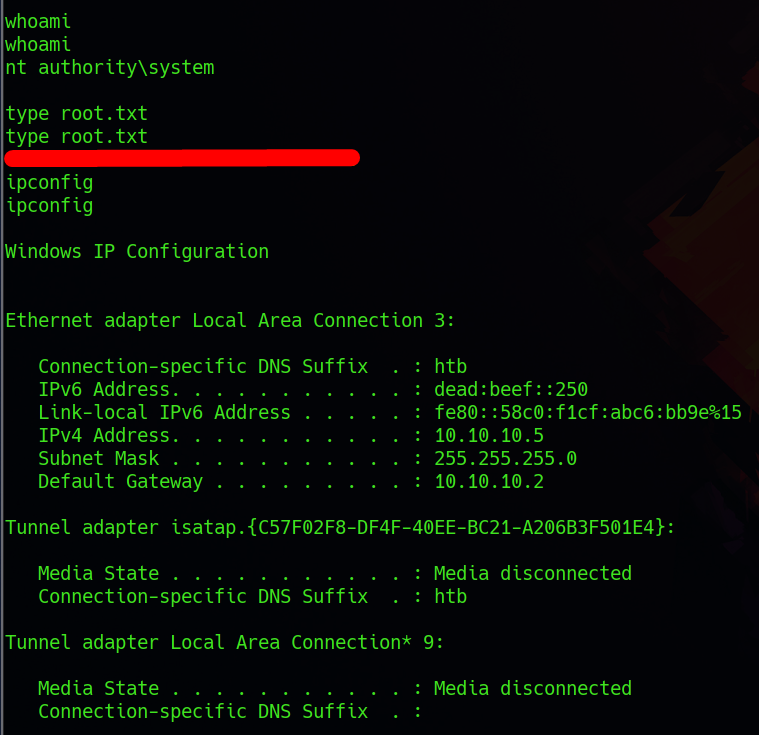 whoami
whoami
nt authority\system
type root.txt
type root.txt
ipconfig
ipconfig
Windows IP Configuration
Ethernet adapter Local Area Connection 3:
Connection-specific DNS Suffix  . : htb
IPv6 Address. . . . . . . . . . . : dead:beef::250
Link-local IPv6 Address . . . . . : fe80::58c0:f1cf:abc6:bb9e%15
IPv4 Address. . . . . . . . . . . : 10.10.10.5
Subnet Mask . . . . . . . . . . . : 255.255.255.0
Default Gateway . . . . . . . . . : 10.10.10.2
Tunnel adapter isatap.{C57F02F8-DF4F-40EE-BC21-A206B3F501E4}:
Media State . . . . . . . . . . . : Media disconnected
Connection-specific DNS Suffix  . : htb
Tunnel adapter Local Area Connection* 9:
Media State . . . . . . . . . . . : Media disconnected
Connection-specific DNS Suffix  . :